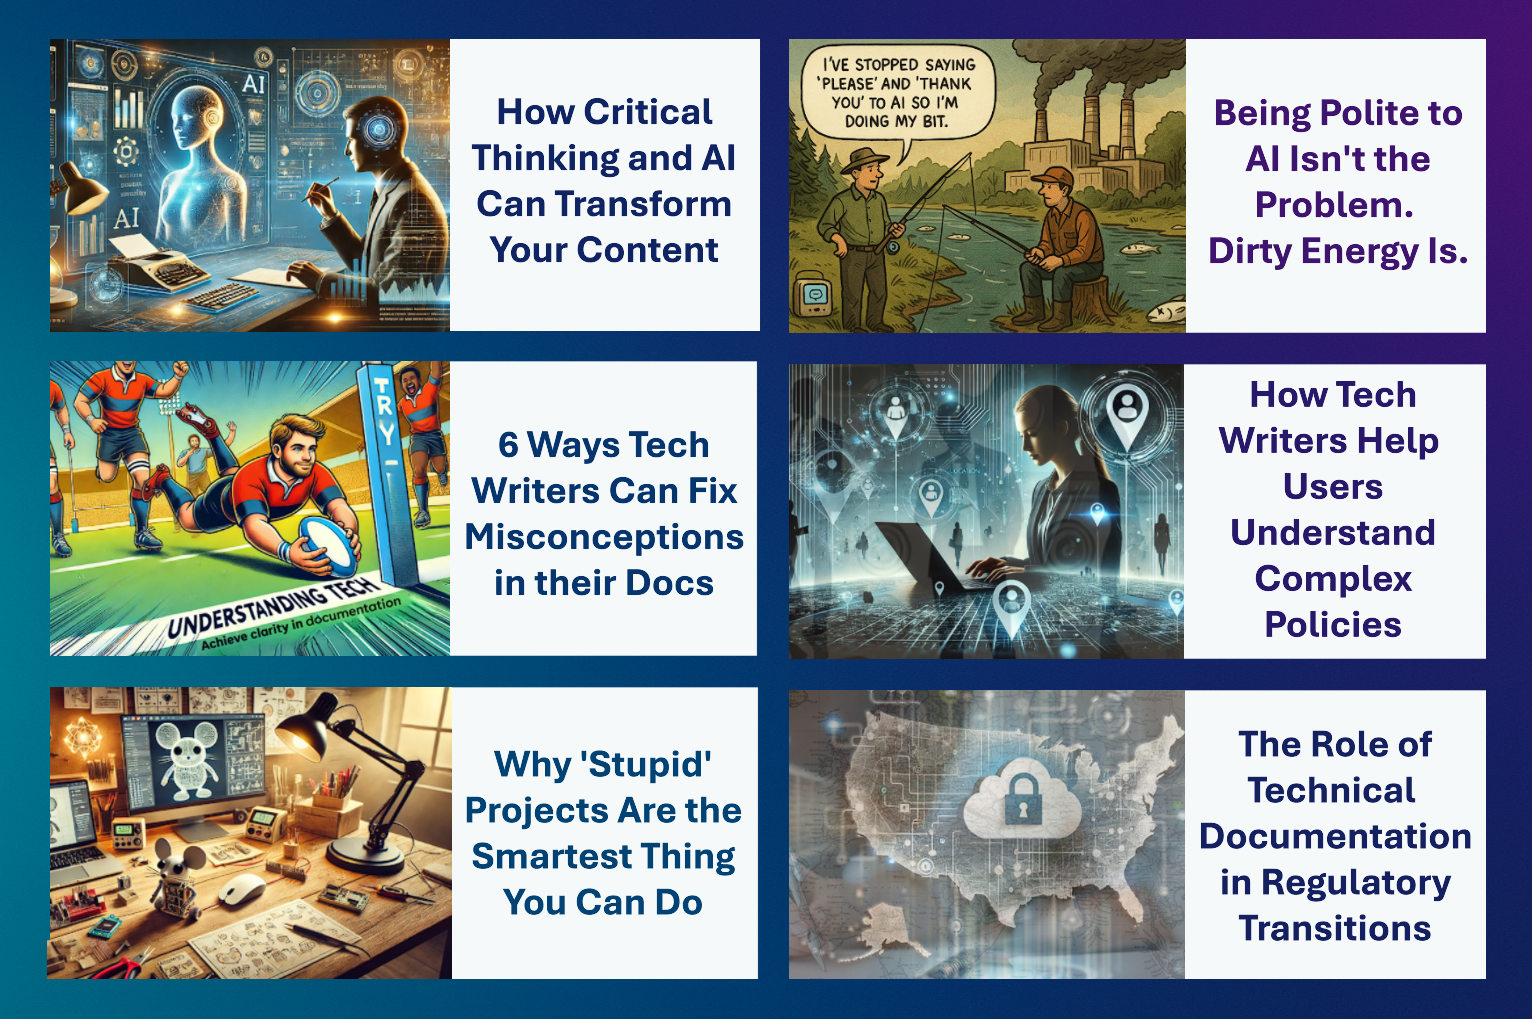 AI
AI
How Critical
Thinking and AI
Can Transform
Your Content
I'VE STOPPED SAYING
'PLEASE' AND 'THANK
YOU' TO AI SO I'M
DOING MY BIT.
Being Polite to
AI Isn't the
Problem.
Dirty Energy Is.
TRY
UNDERSTANDING TECH
Achieve clarity in documentation
6 Ways Tech
Writers Can Fix
Misconceptions
in their Docs
LOCATION
How Tech
Writers Help
Users
Understand
Complex
Policies
Why 'Stupid'
Projects Are the
Smartest Thing
You Can Do
The Role of
Technical
Documentation
in Regulatory
Transitions